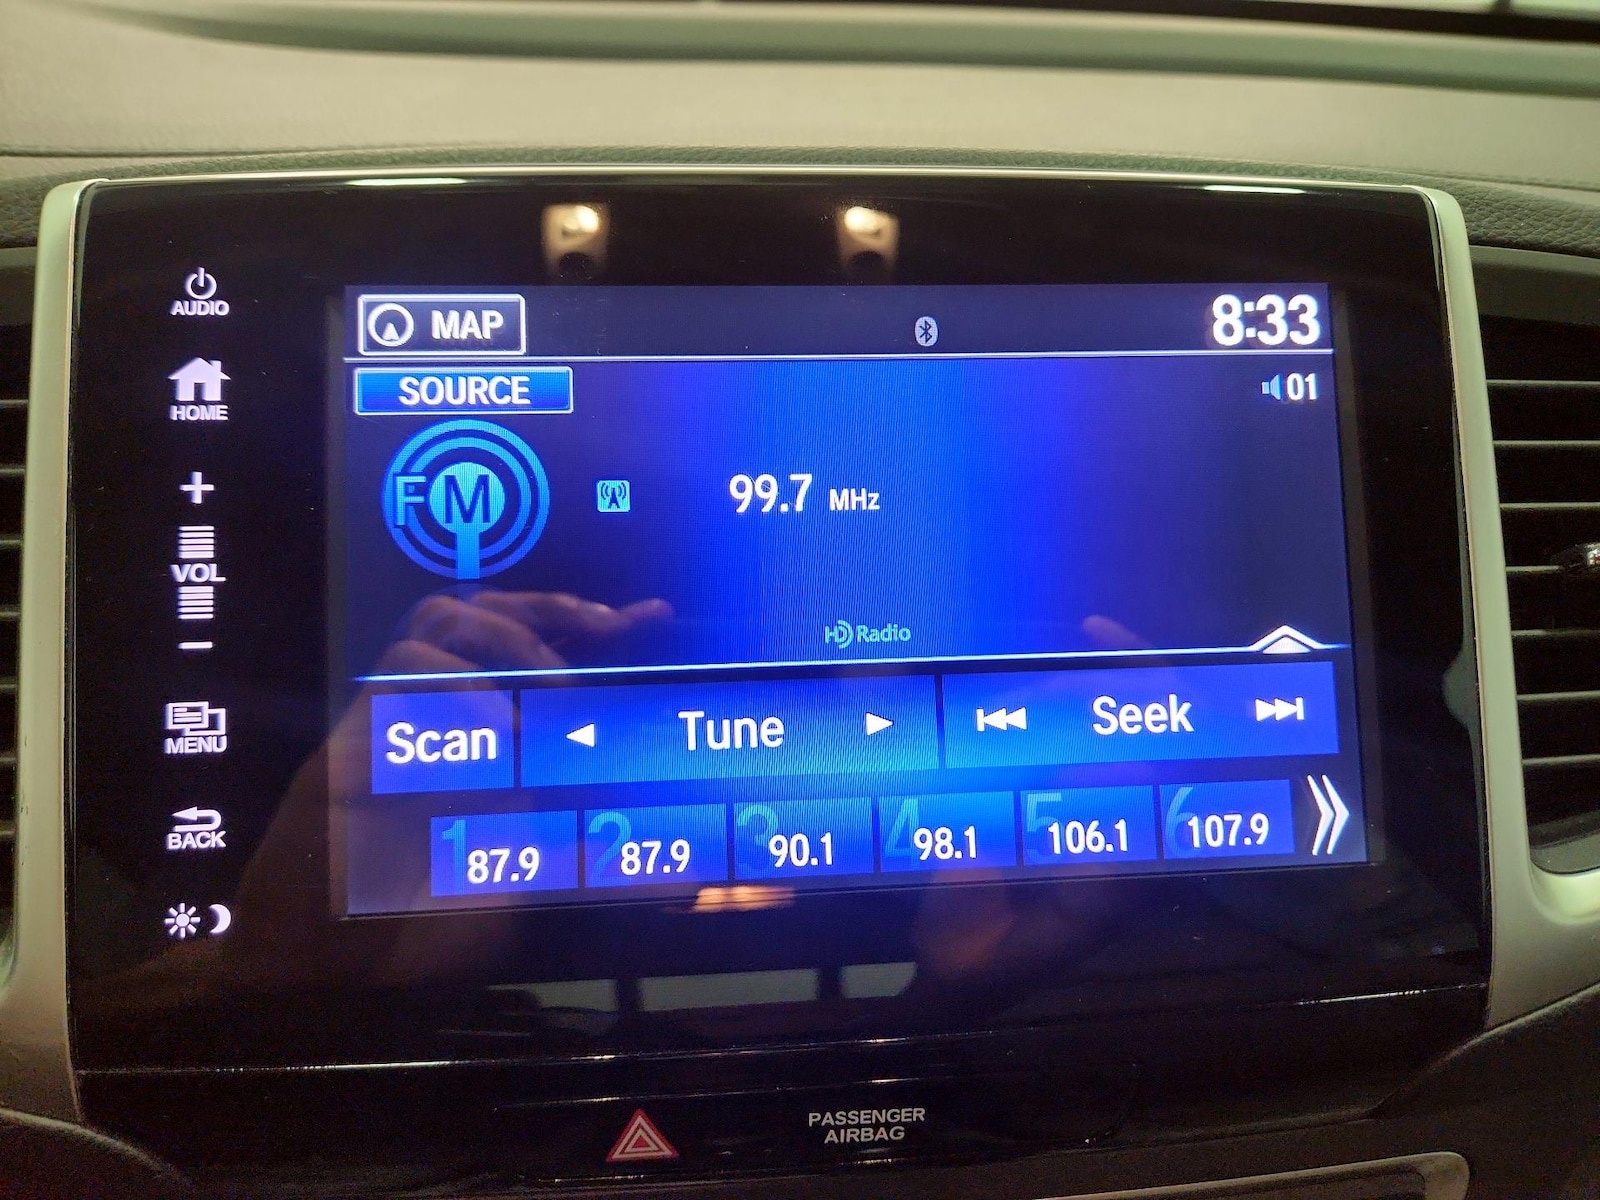 AUDIO
HOME
+
VOL
−
MENU
BACK
MAP
8:33
SOURCE
01
FM
99.7 MHz
HD Radio
Scan
Tune
Seek
1 87.9
2 87.9
3 90.1
4 98.1
5 106.1
6 107.9
PASSENGER
AIRBAG